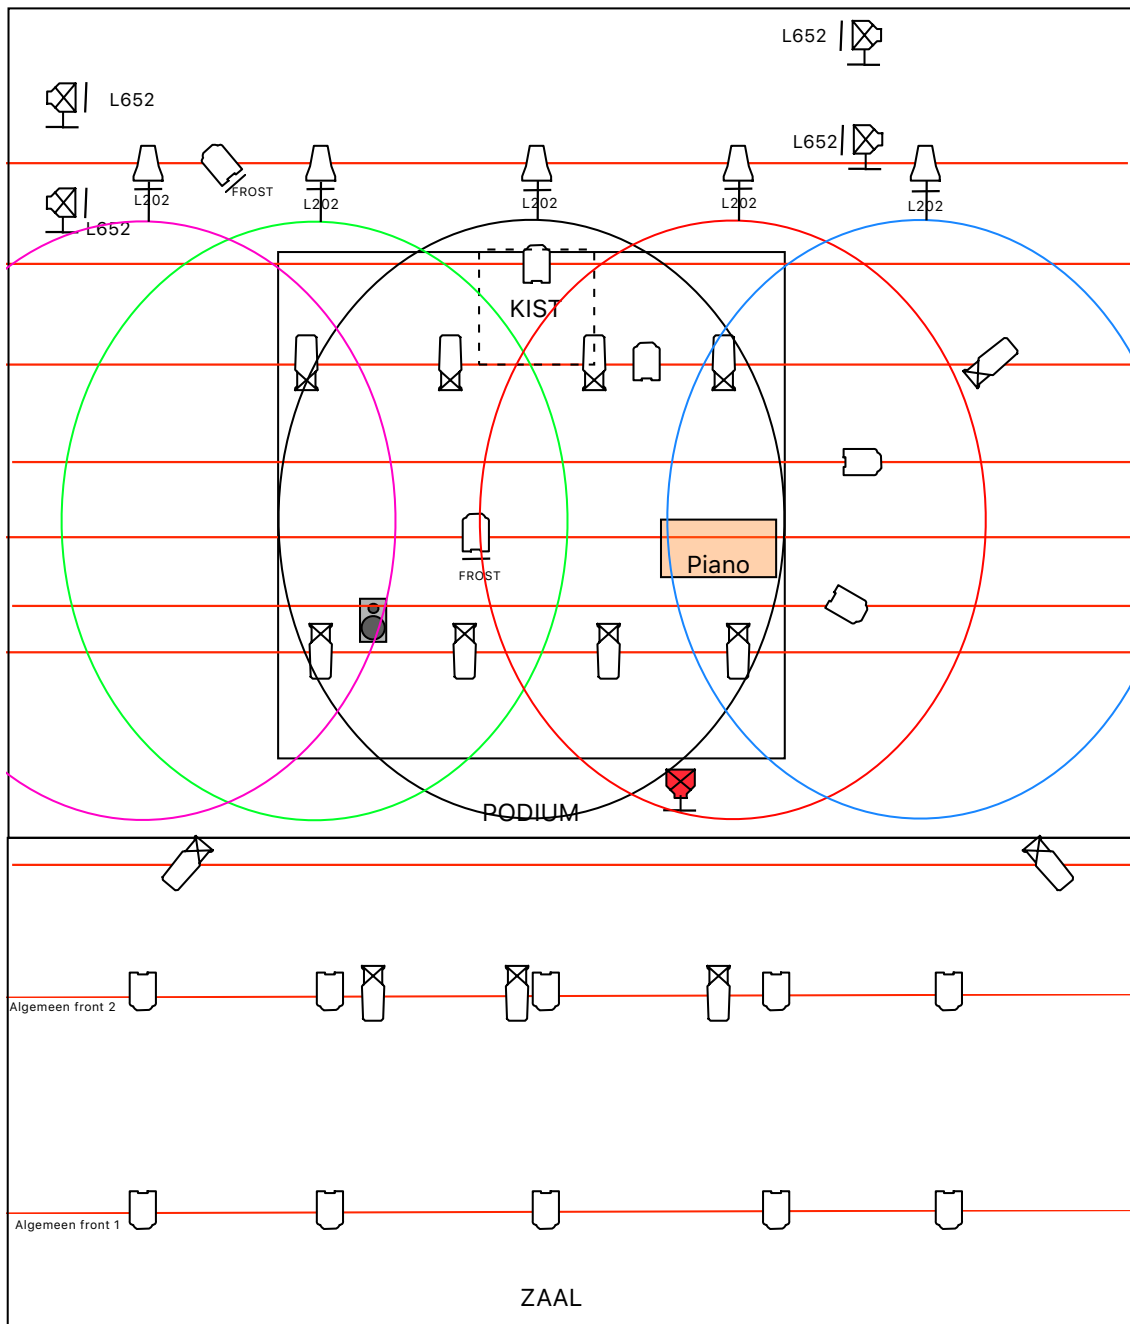 L652
L652
L652
FROST
L202
L202
L202
L202
L202
L652
KIST
FROST
Piano
PODIUM
Algemeen front 2
Algemeen front 1
ZAAL